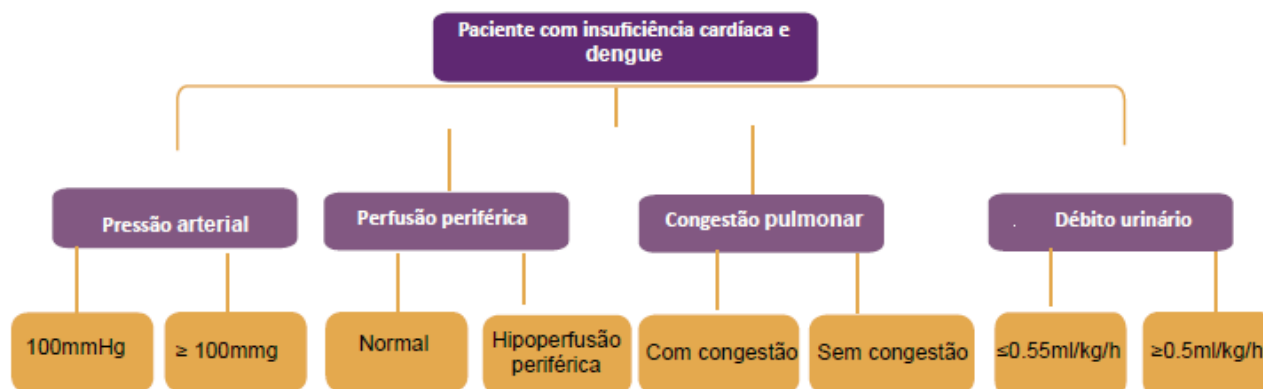 Paciente com insuficiência cardíaca e
dengue
Pressão arterial
Perfusão periférica
Congestão pulmonar
. Débito urinário
100mmHg
≥ 100mmg
Normal
Hipoperfusão
periférica
Com congestão
Sem congestão
≤0.55ml/kg/h
≥0.5ml/kg/h